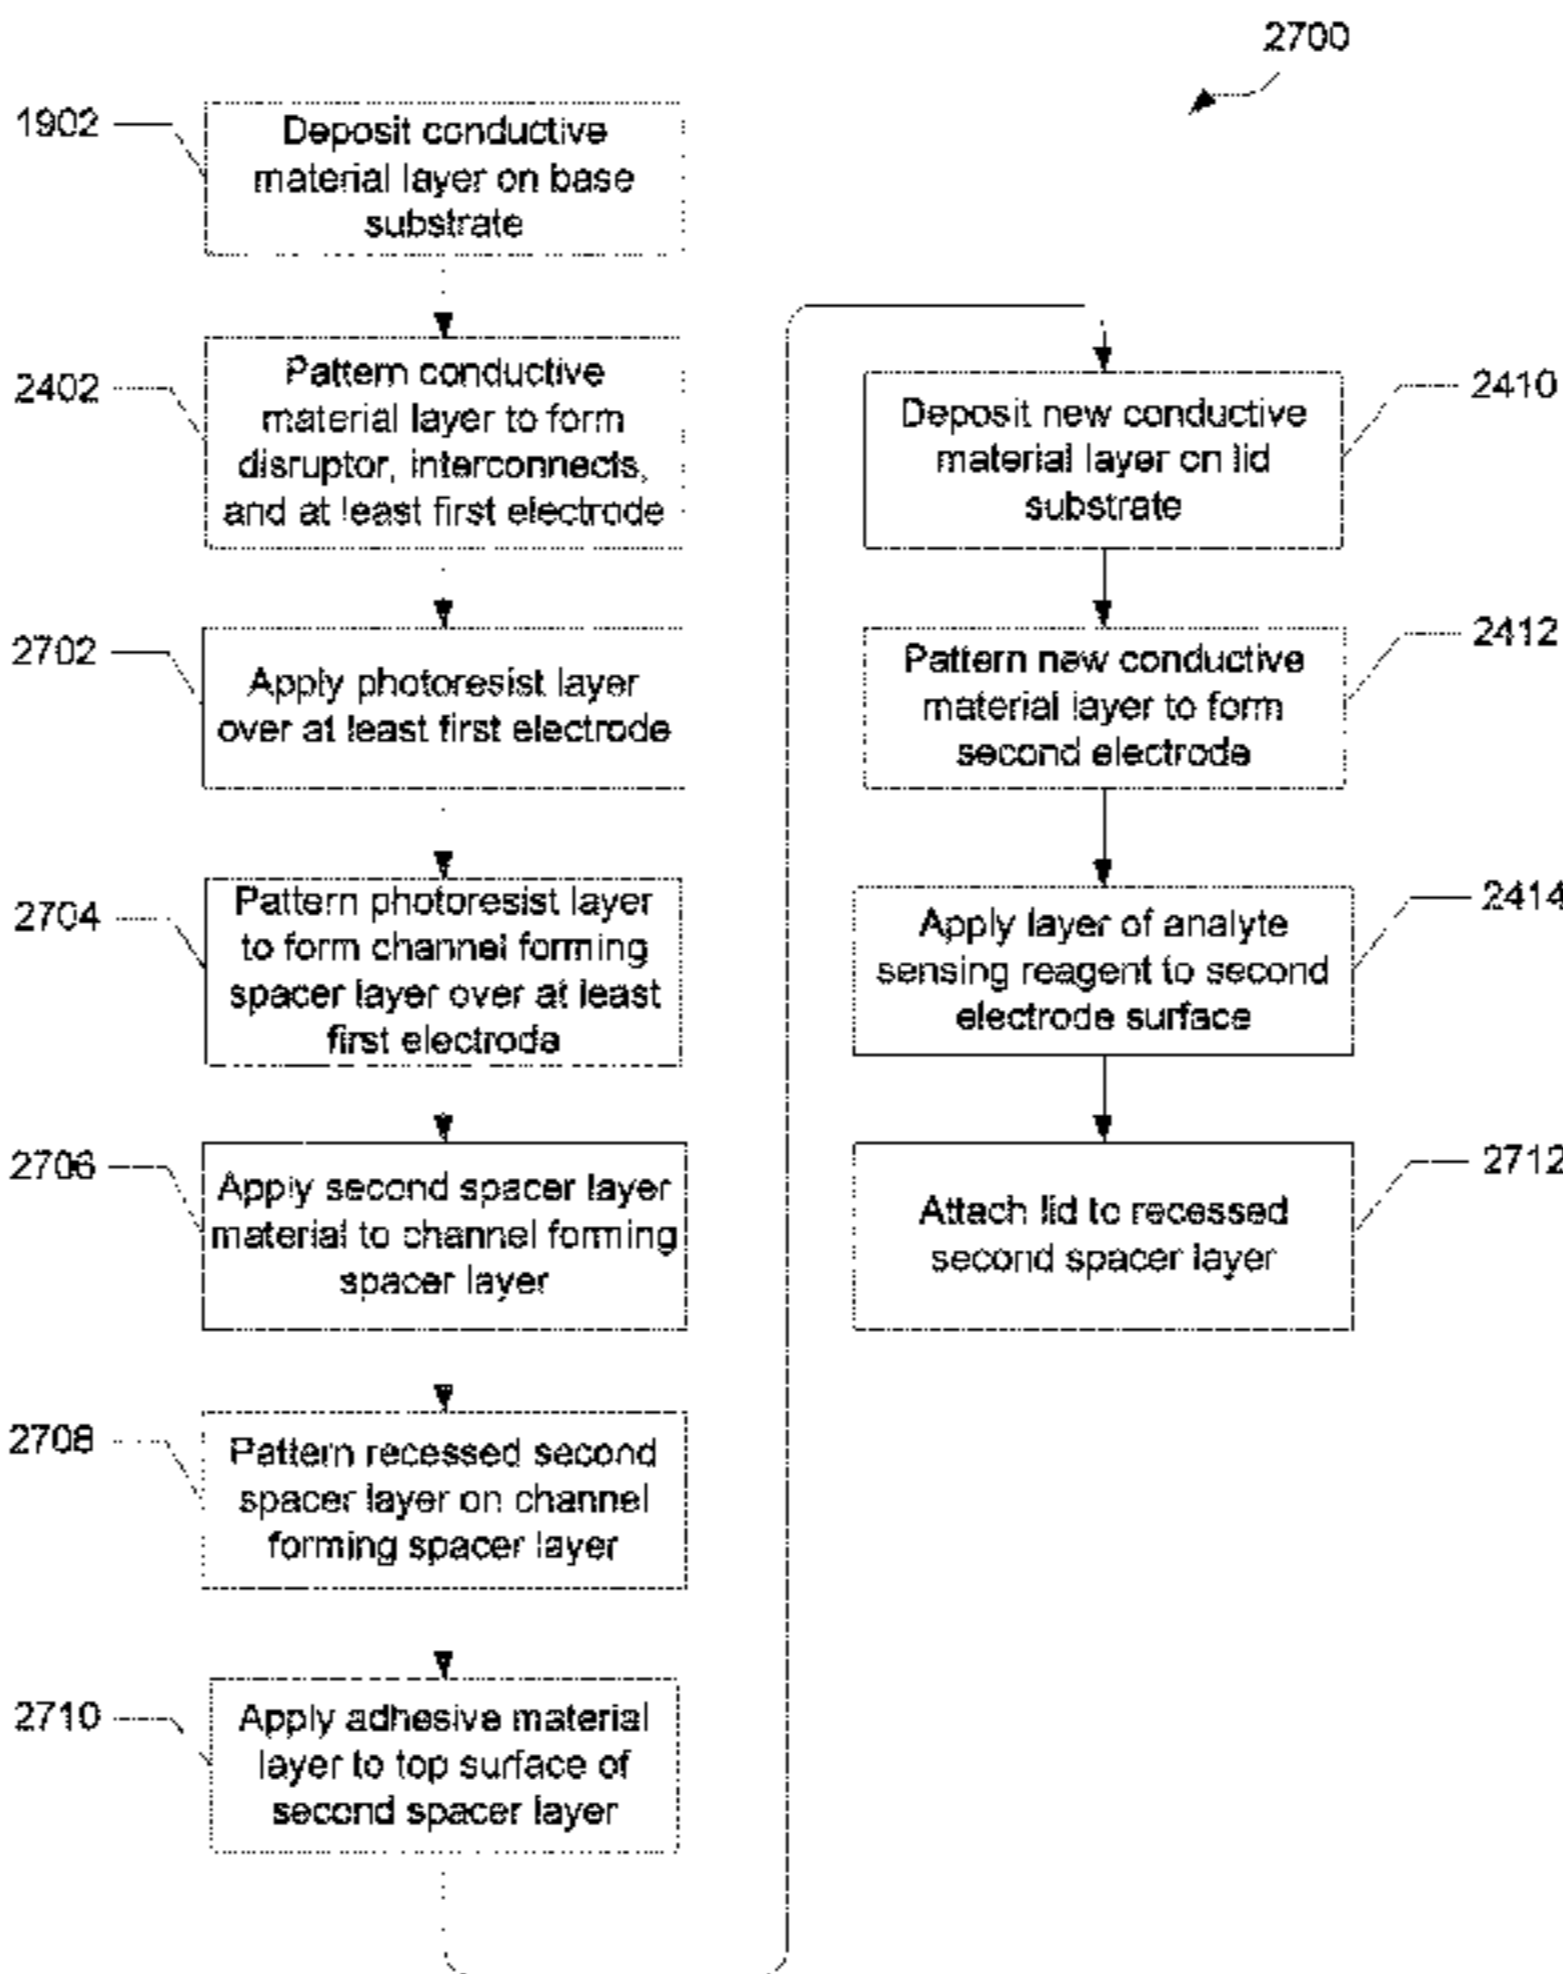 2700
1902
Deposit conductive
material layer on base
substrate
2402
Pattern conductive
material layer to form
disruptor, interconnects,
and at least first electrode
2702
Apply photoresist layer
over at least first electrode
2704
Pattern photoresist layer
to form channel forming
spacer layer over at least
first electrode
2706
Apply second spacer layer
material to channel forming
spacer layer
2708
Pattern recessed second
spacer layer on channel
forming spacer layer
2710
Apply adhesive material
layer to top surface of
second spacer layer
2410
Deposit new conductive
material layer on lid
substrate
2412
Pattern new conductive
material layer to form
second electrode
2414
Apply layer of analyte
sensing reagent to second
electrode surface
2712
Attach lid to recessed
second spacer layer